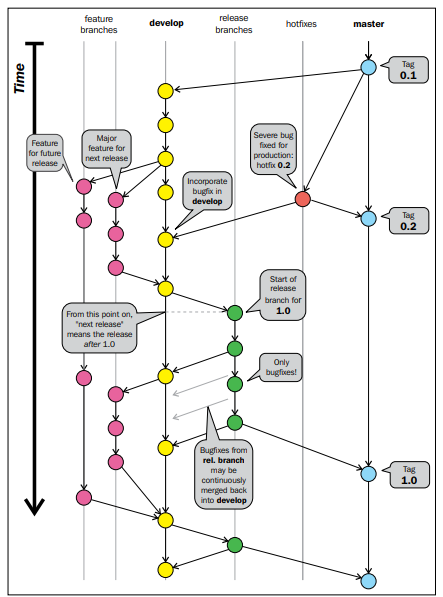 feature
branches
develop
release
branches
hotfixes
master
Time
Tag
0.1
Feature
for future
release
Major
feature for
next release
Severe bug
fixed for
production:
hotfix 0.2
Incorporate
bugfix in
develop
Tag
0.2
Start of
release
branch for
1.0
From this point on,
"next release"
means the release
after 1.0
Only
bugfixes!
Bugfixes from
rel. branch
may be
continuously
merged back
into develop
Tag
1.0